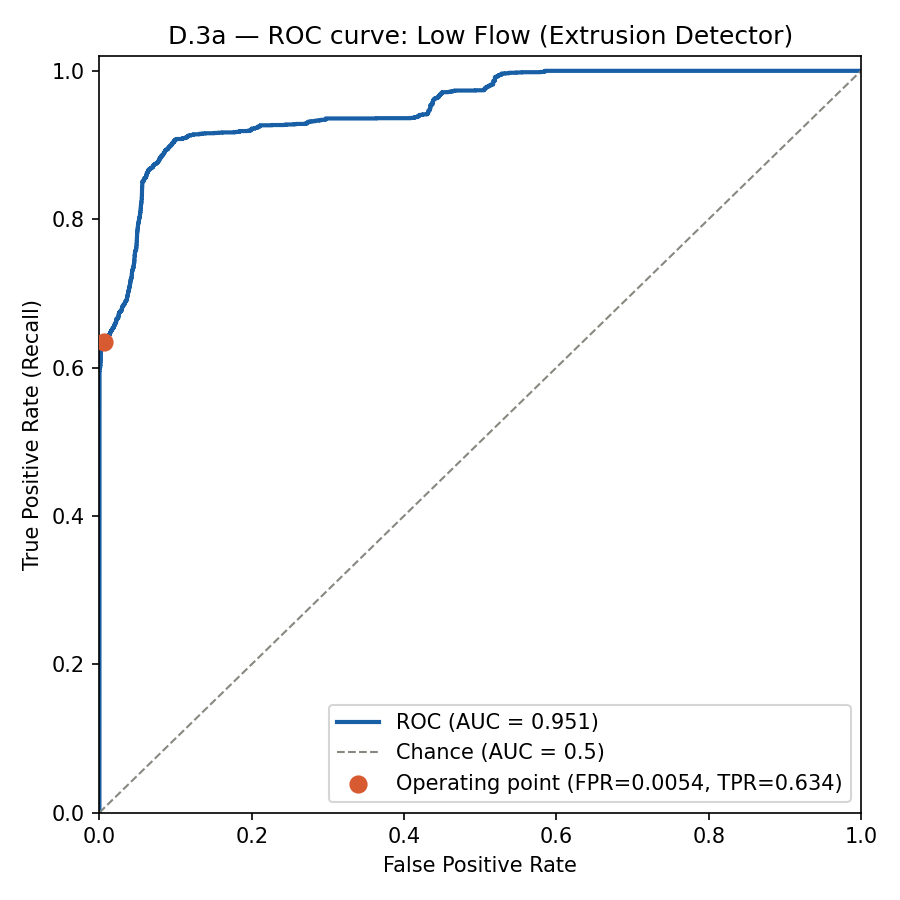 D.3a — ROC curve: Low Flow (Extrusion Detector)
True Positive Rate (Recall)
1.0
0.8
0.6
0.4
0.2
0.0
ROC (AUC = 0.951)
Chance (AUC = 0.5)
Operating point (FPR=0.0054, TPR=0.634)
0.0 0.2 0.4 0.6 0.8 1.0
False Positive Rate